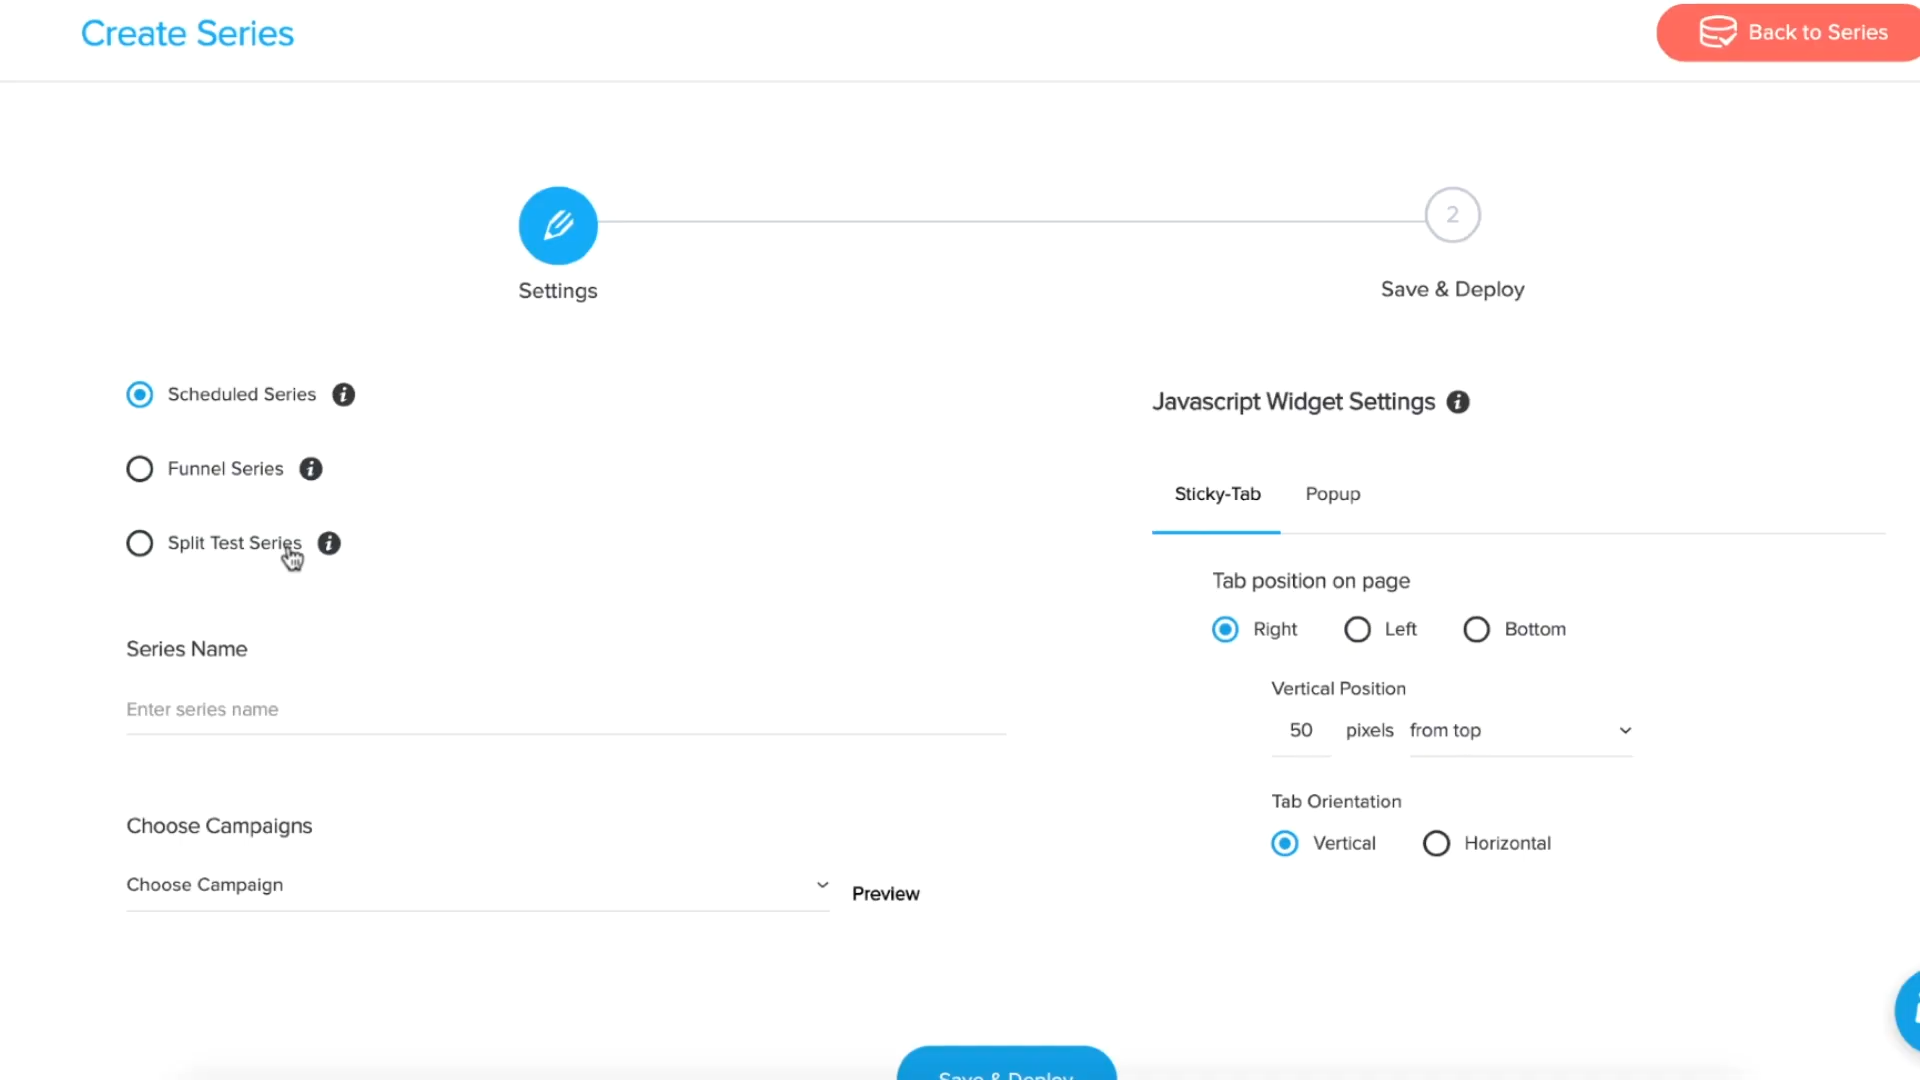 Create Series
Back to Series
2
Settings
Save & Deploy
Scheduled Series
Funnel Series
Split Test Series
Series Name
Enter series name
Choose Campaigns
Choose Campaign
Preview
Javascript Widget Settings
Sticky-Tab Popup
Tab position on page
Right Left Bottom
Vertical Position
50 pixels from top
Tab Orientation
Vertical Horizontal
Save & Deploy